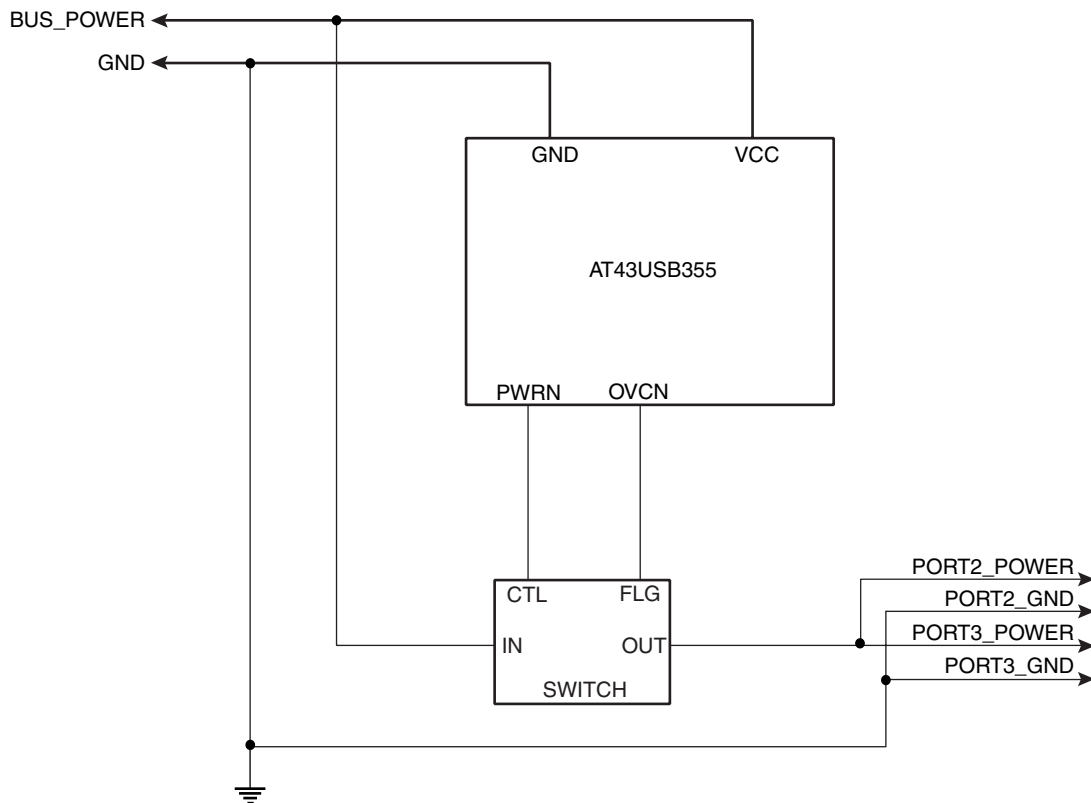 BUS_POWER
GND
GND
VCC
AT43USB355
PWRN
OVCN
CTL
FLG
IN
OUT
SWITCH
PORT2_POWER
PORT2_GND
PORT3_POWER
PORT3_GND